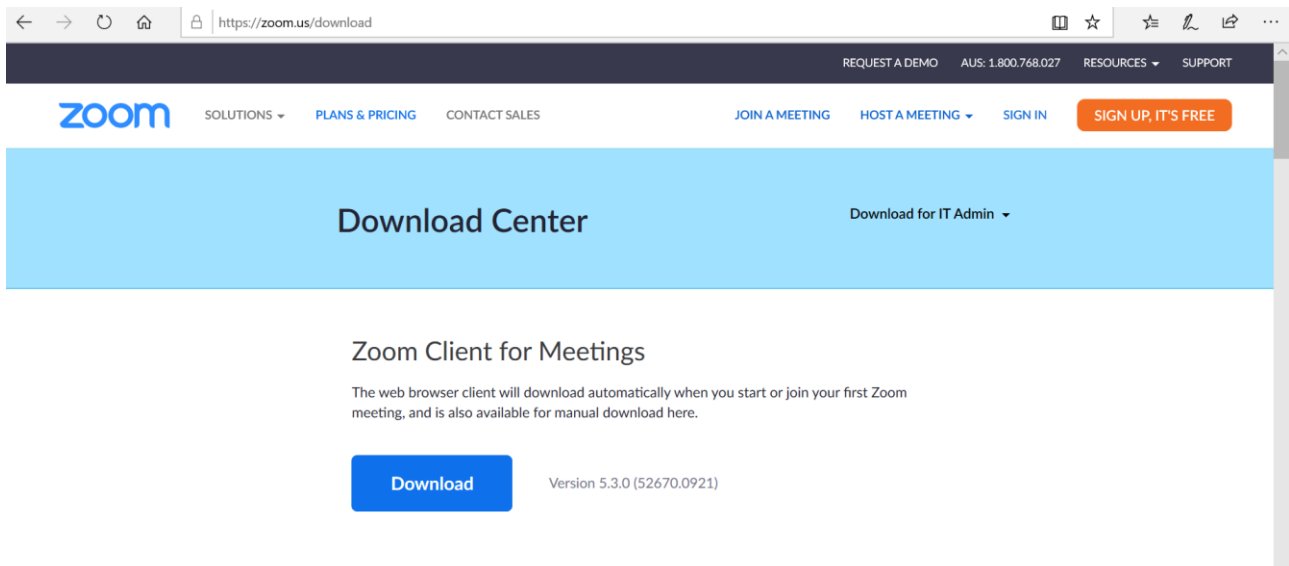 https://zoom.us/download
REQUEST A DEMO AUS: 1.800.768.027 RESOURCES SUPPORT
zoom SOLUTIONS PLANS & PRICING CONTACT SALES JOIN A MEETING HOST A MEETING SIGN IN SIGN UP, IT'S FREE
Download Center Download for IT Admin
Zoom Client for Meetings
The web browser client will download automatically when you start or join your first Zoom
meeting, and is also available for manual download here.
Download Version 5.3.0 (52670.0921)